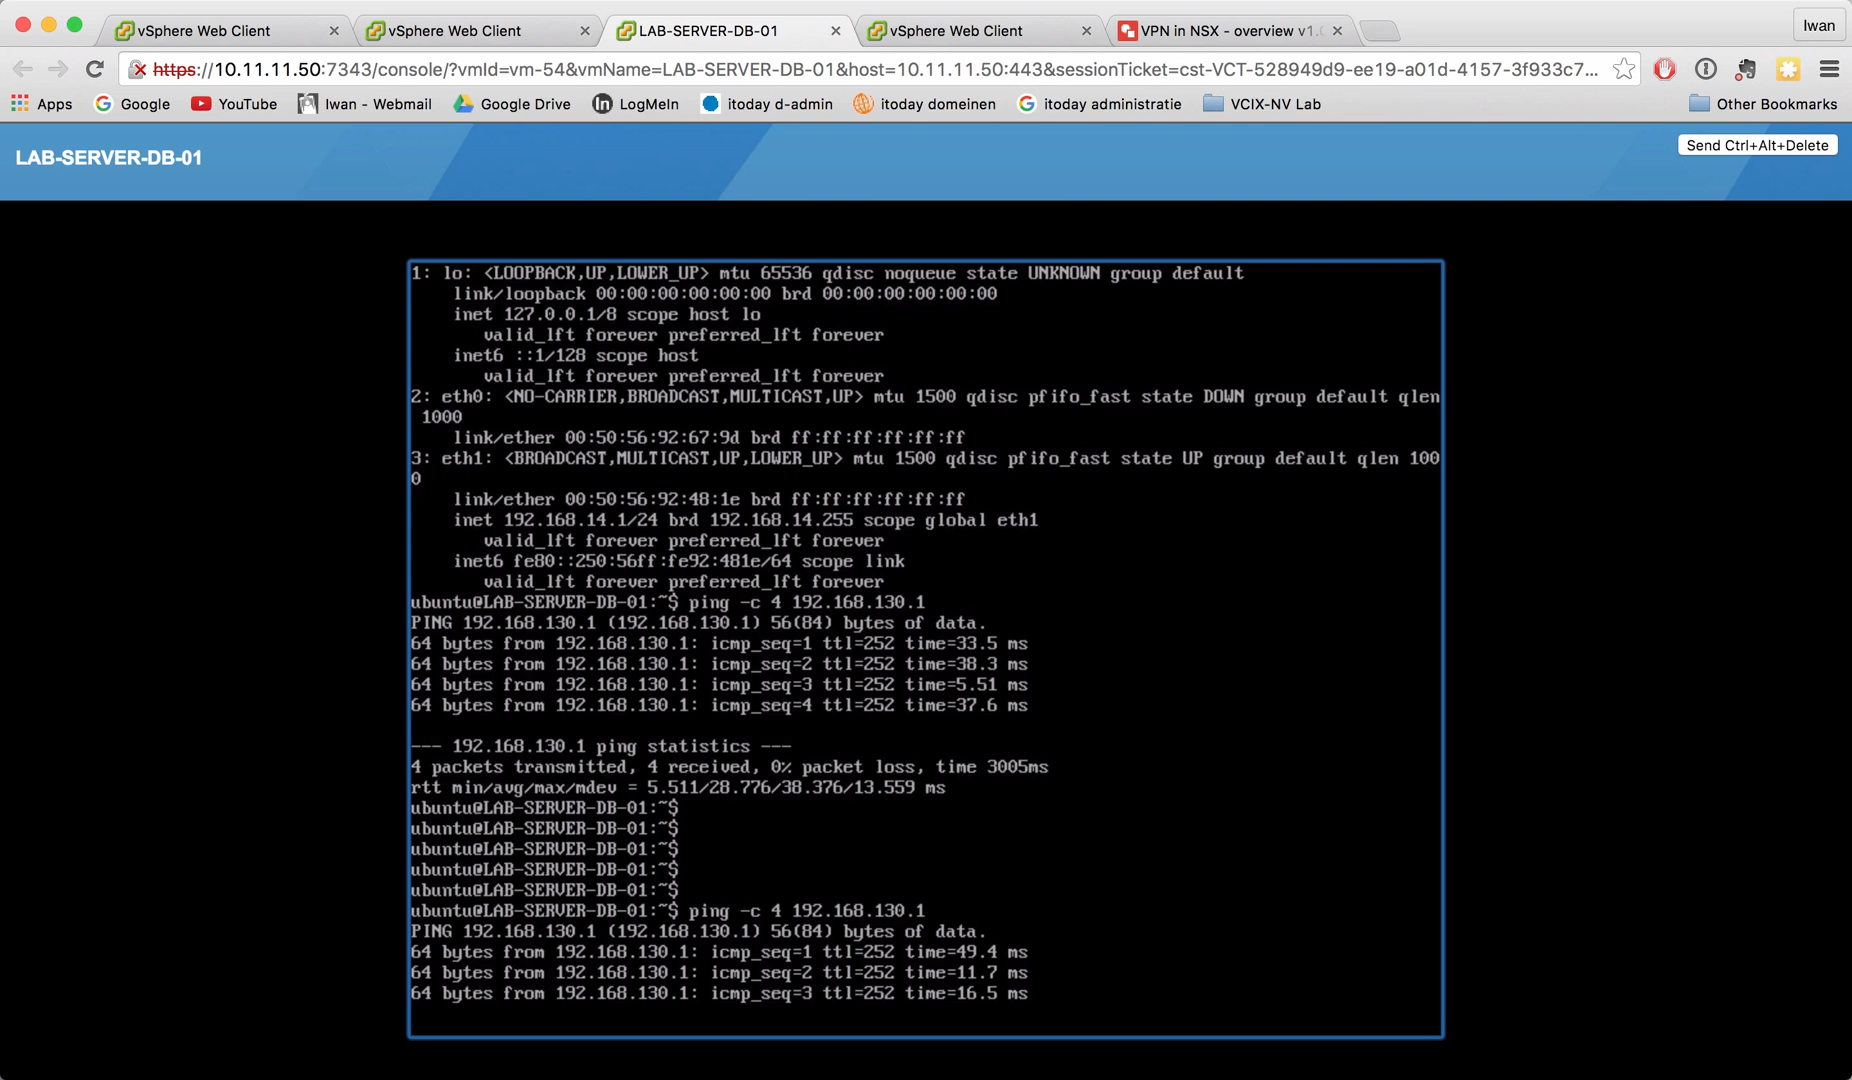 vSphere Web Client
vSphere Web Client
LAB-SERVER-DB-01
vSphere Web Client
VPN in NSX - overview v1.0
Iwan
https://10.11.11.50:7343/console/?vmId=vm-54&vmName=LAB-SERVER-DB-01&host=10.11.11.50:443&sessionTicket=cst-VCT-528949d9-ee19-a01d-4157-3f933c7...
Apps
Google
YouTube
Iwan - Webmail
Google Drive
LogMeIn
itoday d-admin
itoday domeinen
itoday administratie
VCIX-NV Lab
Other Bookmarks
LAB-SERVER-DB-01
Send Ctrl+Alt+Delete
1: lo: <LOOPBACK,UP,LOWER_UP> mtu 65536 qdisc noqueue state UNKNOWN group default
link/loopback 00:00:00:00:00:00 brd 00:00:00:00:00:00
inet 127.0.0.1/8 scope host lo
valid_lft forever preferred_lft forever
inet6 ::1/128 scope host
valid_lft forever preferred_lft forever
2: eth0: <NO-CARRIER,BROADCAST,MULTICAST,UP> mtu 1500 qdisc pfifo_fast state DOWN group default qlen
1000
link/ether 00:50:56:92:67:9d brd ff:ff:ff:ff:ff:ff
3: eth1: <BROADCAST,MULTICAST,UP,LOWER_UP> mtu 1500 qdisc pfifo_fast state UP group default qlen 100
0
link/ether 00:50:56:92:48:1e brd ff:ff:ff:ff:ff:ff
inet 192.168.14.1/24 brd 192.168.14.255 scope global eth1
valid_lft forever preferred_lft forever
inet6 fe80::250:56ff:fe92:481e/64 scope link
valid_lft forever preferred_lft forever
ubuntu@LAB-SERVER-DB-01:~$ ping -c 4 192.168.130.1
PING 192.168.130.1 (192.168.130.1) 56(84) bytes of data.
64 bytes from 192.168.130.1: icmp_seq=1 ttl=252 time=33.5 ms
64 bytes from 192.168.130.1: icmp_seq=2 ttl=252 time=38.3 ms
64 bytes from 192.168.130.1: icmp_seq=3 ttl=252 time=5.51 ms
64 bytes from 192.168.130.1: icmp_seq=4 ttl=252 time=37.6 ms
--- 192.168.130.1 ping statistics ---
4 packets transmitted, 4 received, 0% packet loss, time 3005ms
rtt min/avg/max/mdev = 5.511/28.776/38.376/13.559 ms
ubuntu@LAB-SERVER-DB-01:~$
ubuntu@LAB-SERVER-DB-01:~$
ubuntu@LAB-SERVER-DB-01:~$
ubuntu@LAB-SERVER-DB-01:~$
ubuntu@LAB-SERVER-DB-01:~$
ubuntu@LAB-SERVER-DB-01:~$ ping -c 4 192.168.130.1
PING 192.168.130.1 (192.168.130.1) 56(84) bytes of data.
64 bytes from 192.168.130.1: icmp_seq=1 ttl=252 time=49.4 ms
64 bytes from 192.168.130.1: icmp_seq=2 ttl=252 time=11.7 ms
64 bytes from 192.168.130.1: icmp_seq=3 ttl=252 time=16.5 ms